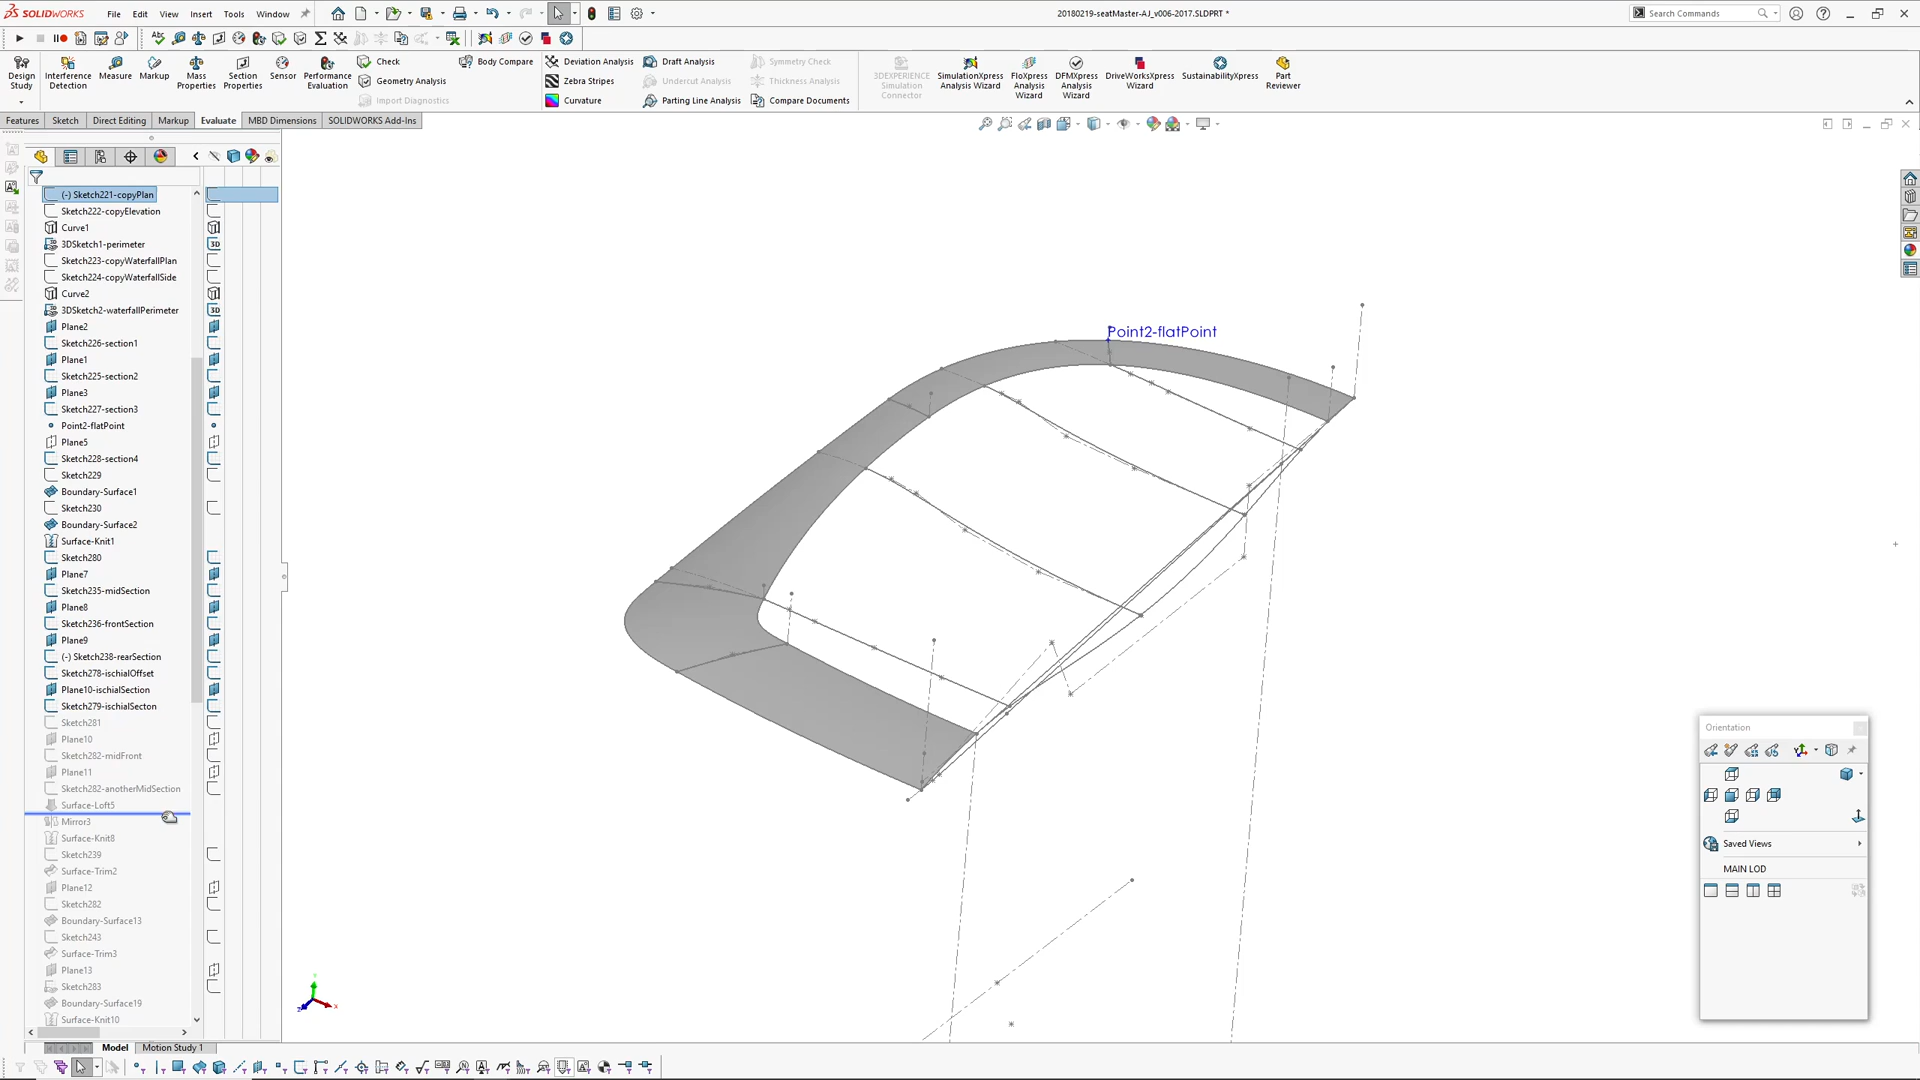 SOLIDWORKS File Edit View Insert Tools Window 20180219-seatMaster-AJ_v006-2017.SLDPRT * Search Commands
Design Study
Interference Detection
Measure
Markup
Mass Properties
Section Properties
Sensor
Performance Evaluation
Check
Geometry Analysis
Import Diagnostics
Body Compare
Deviation Analysis
Zebra Stripes
Curvature
Draft Analysis
Undercut Analysis
Parting Line Analysis
Symmetry Check
Thickness Analysis
Compare Documents
3DEXPERIENCE Simulation Connector
SimulationXpress Analysis Wizard
FloXpress Analysis Wizard
DFMXpress Analysis Wizard
DriveWorksXpress Wizard
SustainabilityXpress
Part Reviewer
Features Sketch Direct Editing Markup Evaluate MBD Dimensions SOLIDWORKS Add-Ins
(-) Sketch221-copyPlan
Sketch222-copyElevation
Curve1
3DSketch1-perimeter
Sketch223-copyWaterfallPlan
Sketch224-copyWaterfallSide
Curve2
3DSketch2-waterfallPerimeter
Plane2
Sketch226-section1
Plane1
Sketch225-section2
Plane3
Sketch227-section3
Point2-flatPoint
Plane5
Sketch228-section4
Sketch229
Boundary-Surface1
Sketch230
Boundary-Surface2
Surface-Knit1
Sketch280
Plane7
Sketch235-midSection
Plane8
Sketch236-frontSection
Plane9
(-) Sketch238-rearSection
Sketch278-ischialOffset
Plane10-ischialSection
Sketch279-ischialSecton
Sketch281
Plane10
Sketch282-midFront
Plane11
Sketch282-anotherMidSection
Surface-Loft5
Mirror3
Surface-Knit8
Sketch239
Surface-Trim2
Plane12
Sketch282
Boundary-Surface13
Sketch243
Surface-Trim3
Plane13
Sketch283
Boundary-Surface19
Surface-Knit10
3D
3D
Point2-flatPoint
Orientation
Saved Views
MAIN LOD
Model Motion Study 1